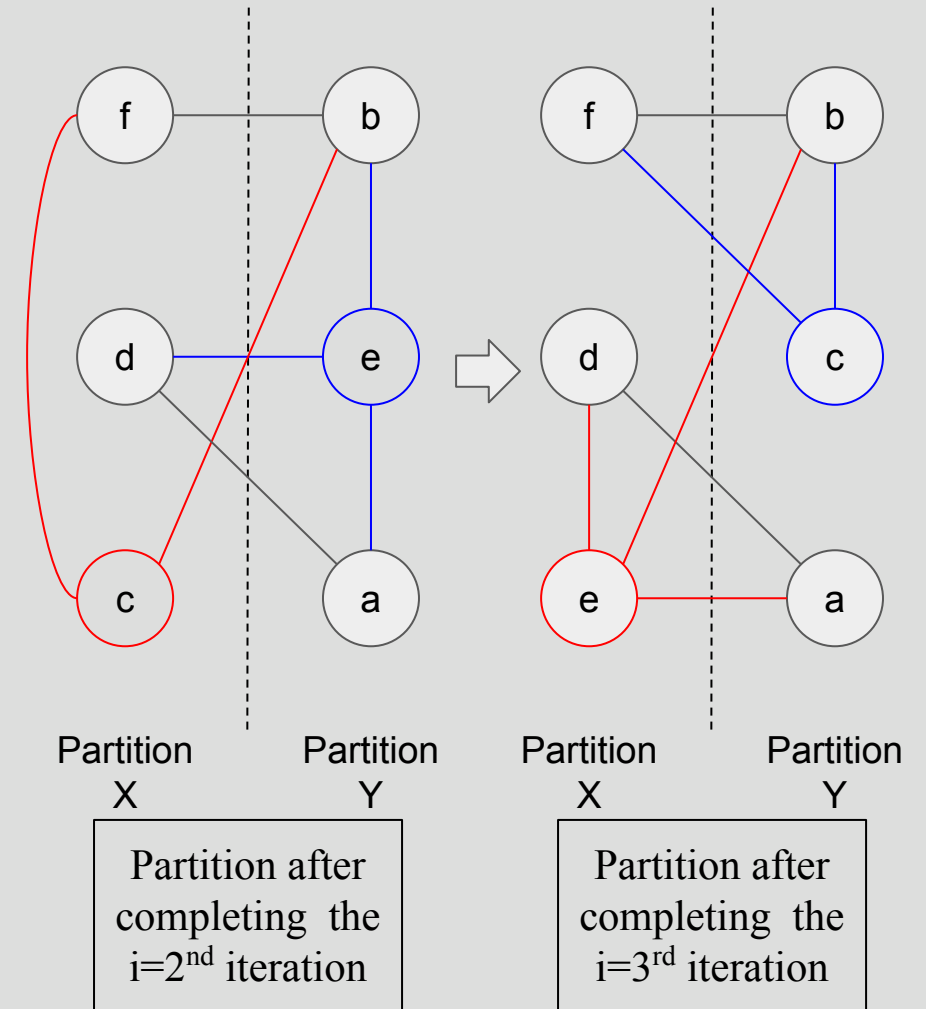 f b f b
d e d c
c a e a
Partition Partition Partition Partition
X Y X Y
Partition after
completing the
i=2nd iteration
Partition after
completing the
i=3rd iteration